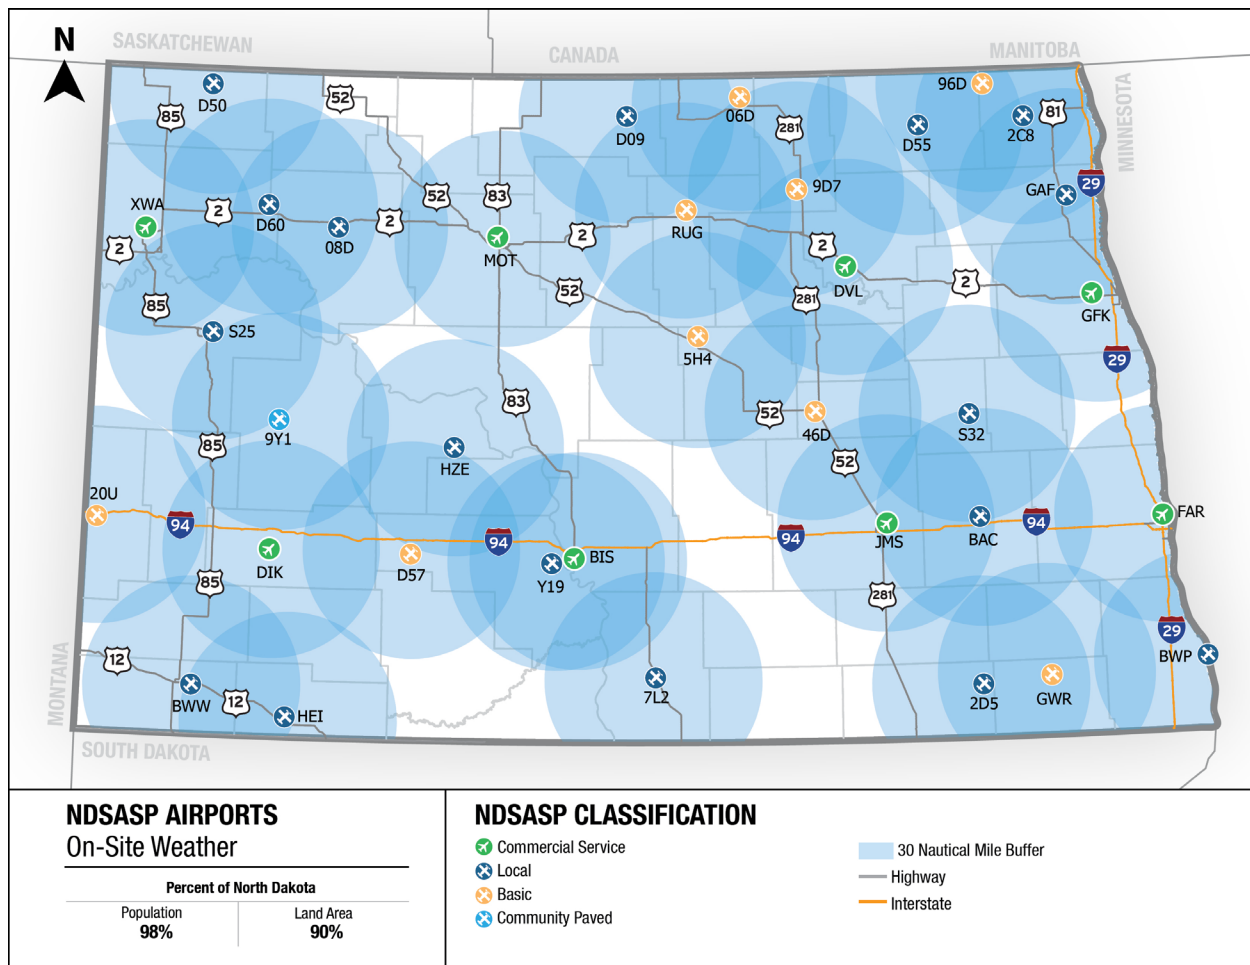 N
SASKATCHEWAN
CANADA
MANITOBA
MINNESOTA
D50
52
85
D09
06D
281
96D
D55
2C8
81
GAF
29
XWA
2
D60
08D
2
52
83
MOT
2
RUG
9D7
2
DVL
2
GFK
2
85
S25
52
281
5H4
29
9Y1
85
83
HZE
52
46D
S32
52
20U
94
DIK
94
D57
Y19
BIS
94
JMS
BAC
94
FAR
85
281
29
BWP
MONTANA
12
BWW
12
HEI
7L2
2D5
GWR
SOUTH DAKOTA
NDSASP AIRPORTS
On-Site Weather
Percent of North Dakota
Population
Land Area
98%
90%
NDSASP CLASSIFICATION
Commercial Service
Local
Basic
Community Paved
30 Nautical Mile Buffer
Highway
Interstate